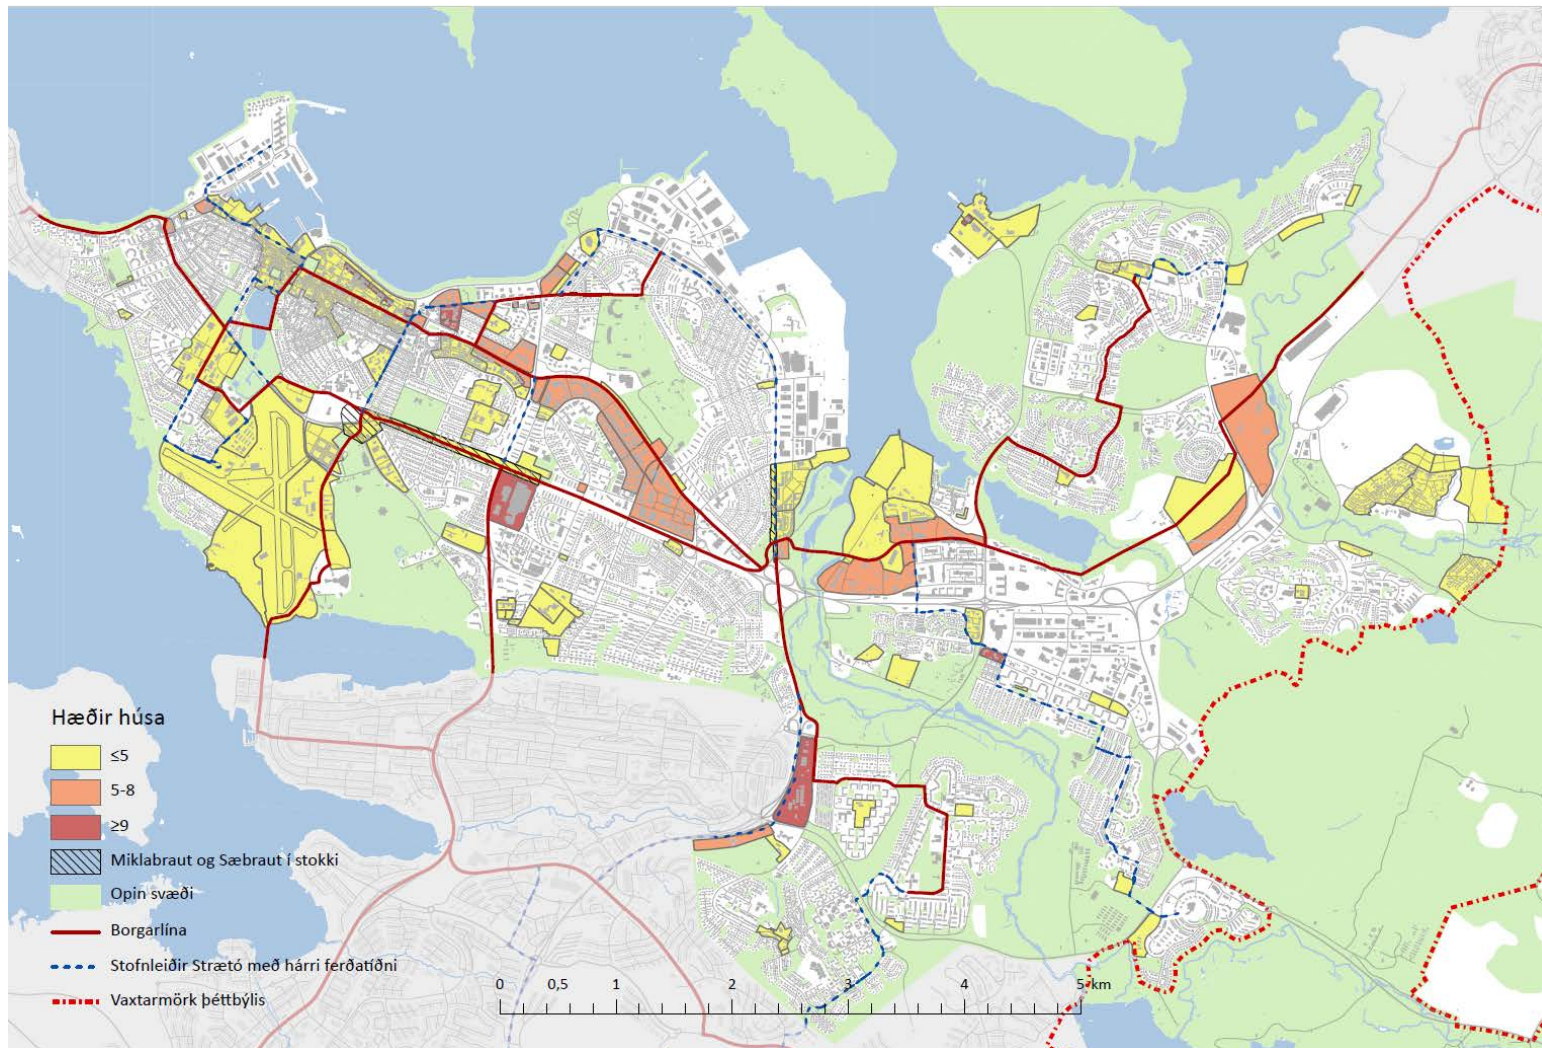 Hæðir húsa
≤5
5-8
≥9
Miklabraut og Sæbraut í stokki
Opin svæði
Borgarlína
Stofnleiðir Strætó með hárri ferðatíðni
Vaxtarmörk þéttbýlis
0 0,5 1 2 3 4 5 km